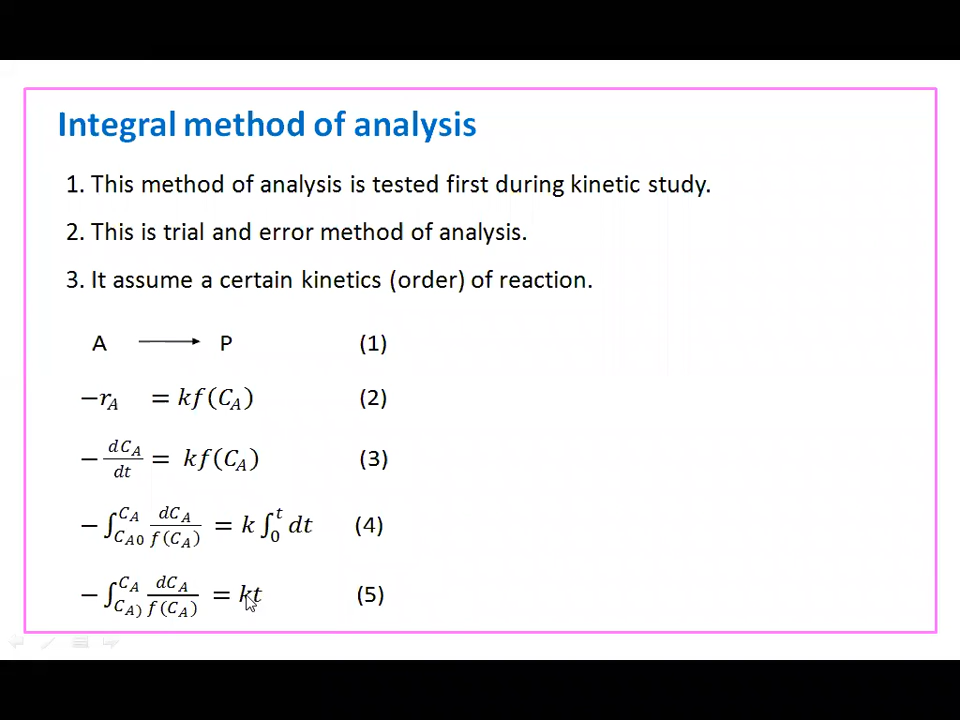 Integral method of analysis
1. This method of analysis is tested first during kinetic study.
2. This is trial and error method of analysis.
3. It assume a certain kinetics (order) of reaction.
A ⟶ P (1)
−r_A = kf(C_A) (2)
−dC_A/dt = kf(C_A) (3)
−∫_{C_A0}^{C_A} dC_A/f(C_A) = k∫_0^t dt (4)
−∫_{C_A)}^{C_A} dC_A/f(C_A) = kt (5)